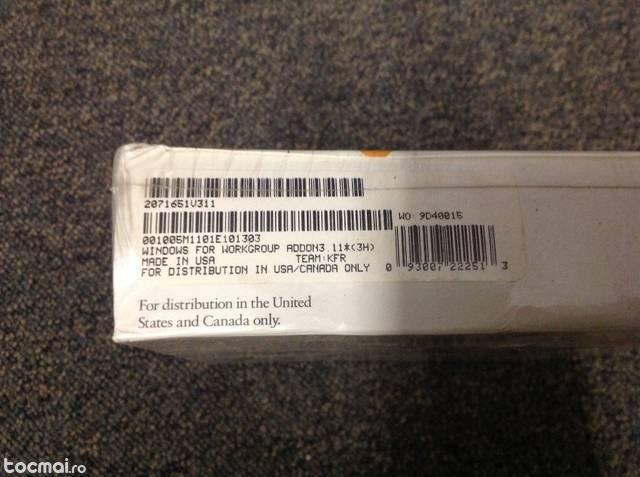 2071651V311
001005M1101E101303
WO: 9D40015
WINDOWS FOR WORKGROUP ADDON3.11*(3H)
MADE IN USA TEAM:KFR
FOR DISTRIBUTION IN USA/CANADA ONLY
0 93007 22251 3
For distribution in the United
States and Canada only.
tocmai.ro